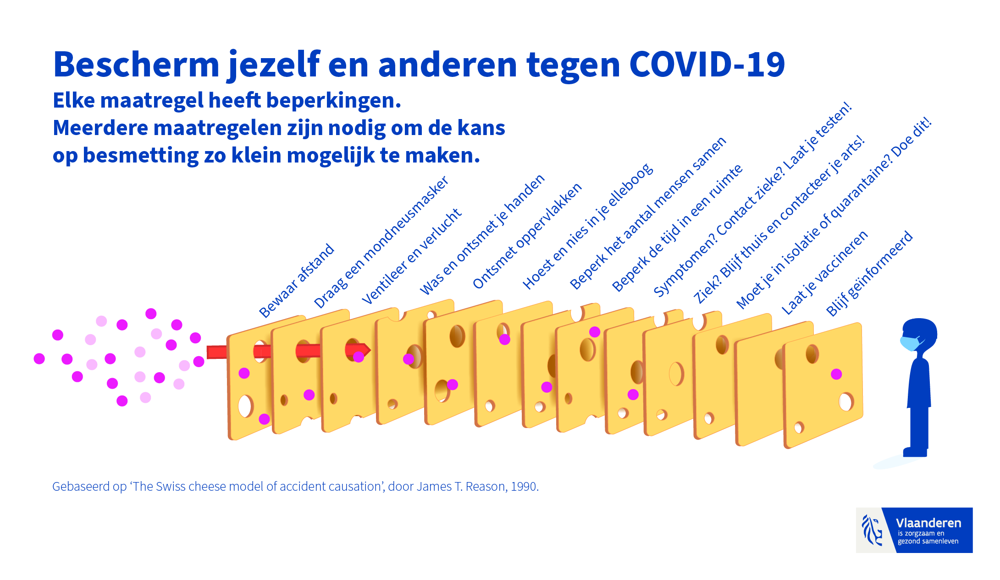 Bescherm jezelf en anderen tegen COVID-19
Elke maatregel heeft beperkingen.
Meerdere maatregelen zijn nodig om de kans
op besmetting zo klein mogelijk te maken.
Bewaar afstand
Draag een mondneusmasker
Ventileer en verlucht
Was en ontsmet je handen
Ontsmet oppervlakken
Hoest en nies in je elleboog
Beperk het aantal mensen samen
Beperk de tijd in een ruimte
Symptomen? Contact zieke? Laat je testen!
Ziek? Blijf thuis en contacteer je arts!
Moet je in isolatie of quarantaine? Doe dit!
Laat je vaccineren
Blijf geïnformeerd
Gebaseerd op ‘The Swiss cheese model of accident causation’, door James T. Reason, 1990.
Vlaanderen
is zorgzaam en
gezond samenleven